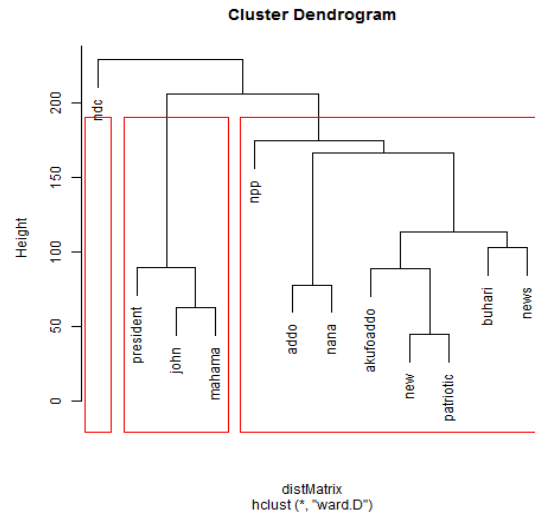 Cluster Dendrogram
Height
0
50
100
150
200
ndc
president
john
mahama
npp
addo
nana
akufoaddo
new
patriotic
buhari
news
distMatrix
hclust (*, "ward.D")